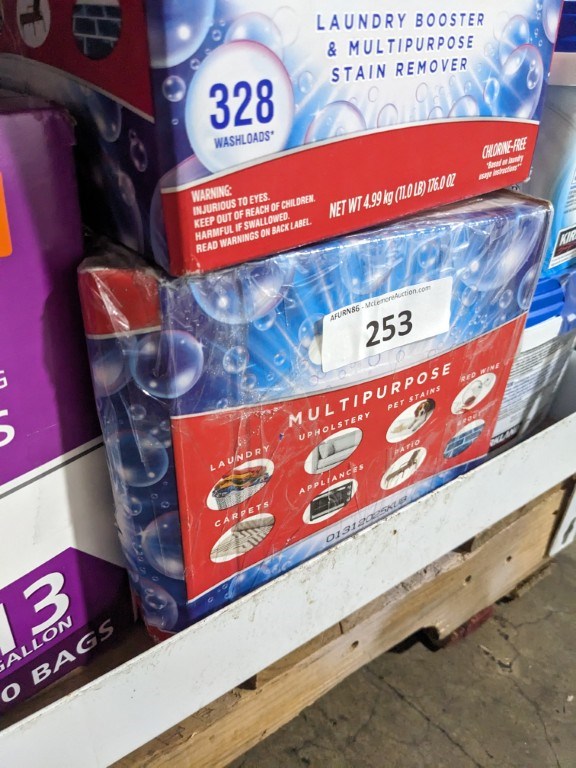 LAUNDRY BOOSTER
& MULTIPURPOSE
STAIN REMOVER
328
WASHLOADS*
CHLORINE-FREE
*Based on laundry
usage instructions
WARNING:
INJURIOUS TO EYES.
KEEP OUT OF REACH OF CHILDREN.
HARMFUL IF SWALLOWED.
READ WARNINGS ON BACK LABEL.
NET WT 4.99 kg (11.0 LB) 176.0 OZ
AFURN86 - McLemoreAuction.com
253
MULTIPURPOSE
LAUNDRY
UPHOLSTERY
PET STAINS
RED WINE
CARPETS
APPLIANCES
PATIO
13
GALLON
0 BAGS
G
S
KIR